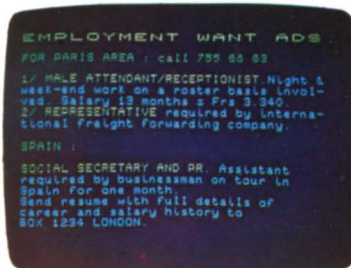 EMPLOYMENT WANT ADS
FOR PARIS AREA : call 755 66 63
1/ MALE ATTENDANT/RECEPTIONIST.Night &
week-end work on a roster basis invol-
ved. Salary 13 months z Frs 3.340.
2/ REPRESENTATIVE required by interna-
tional freight forwarding company.
SPAIN :
SOCIAL SECRETARY AND PR. Assistant
required by businessman on tour in
Spain for one month.
Send resume with full details of
career and salary history to
BOX 1234 LONDON.